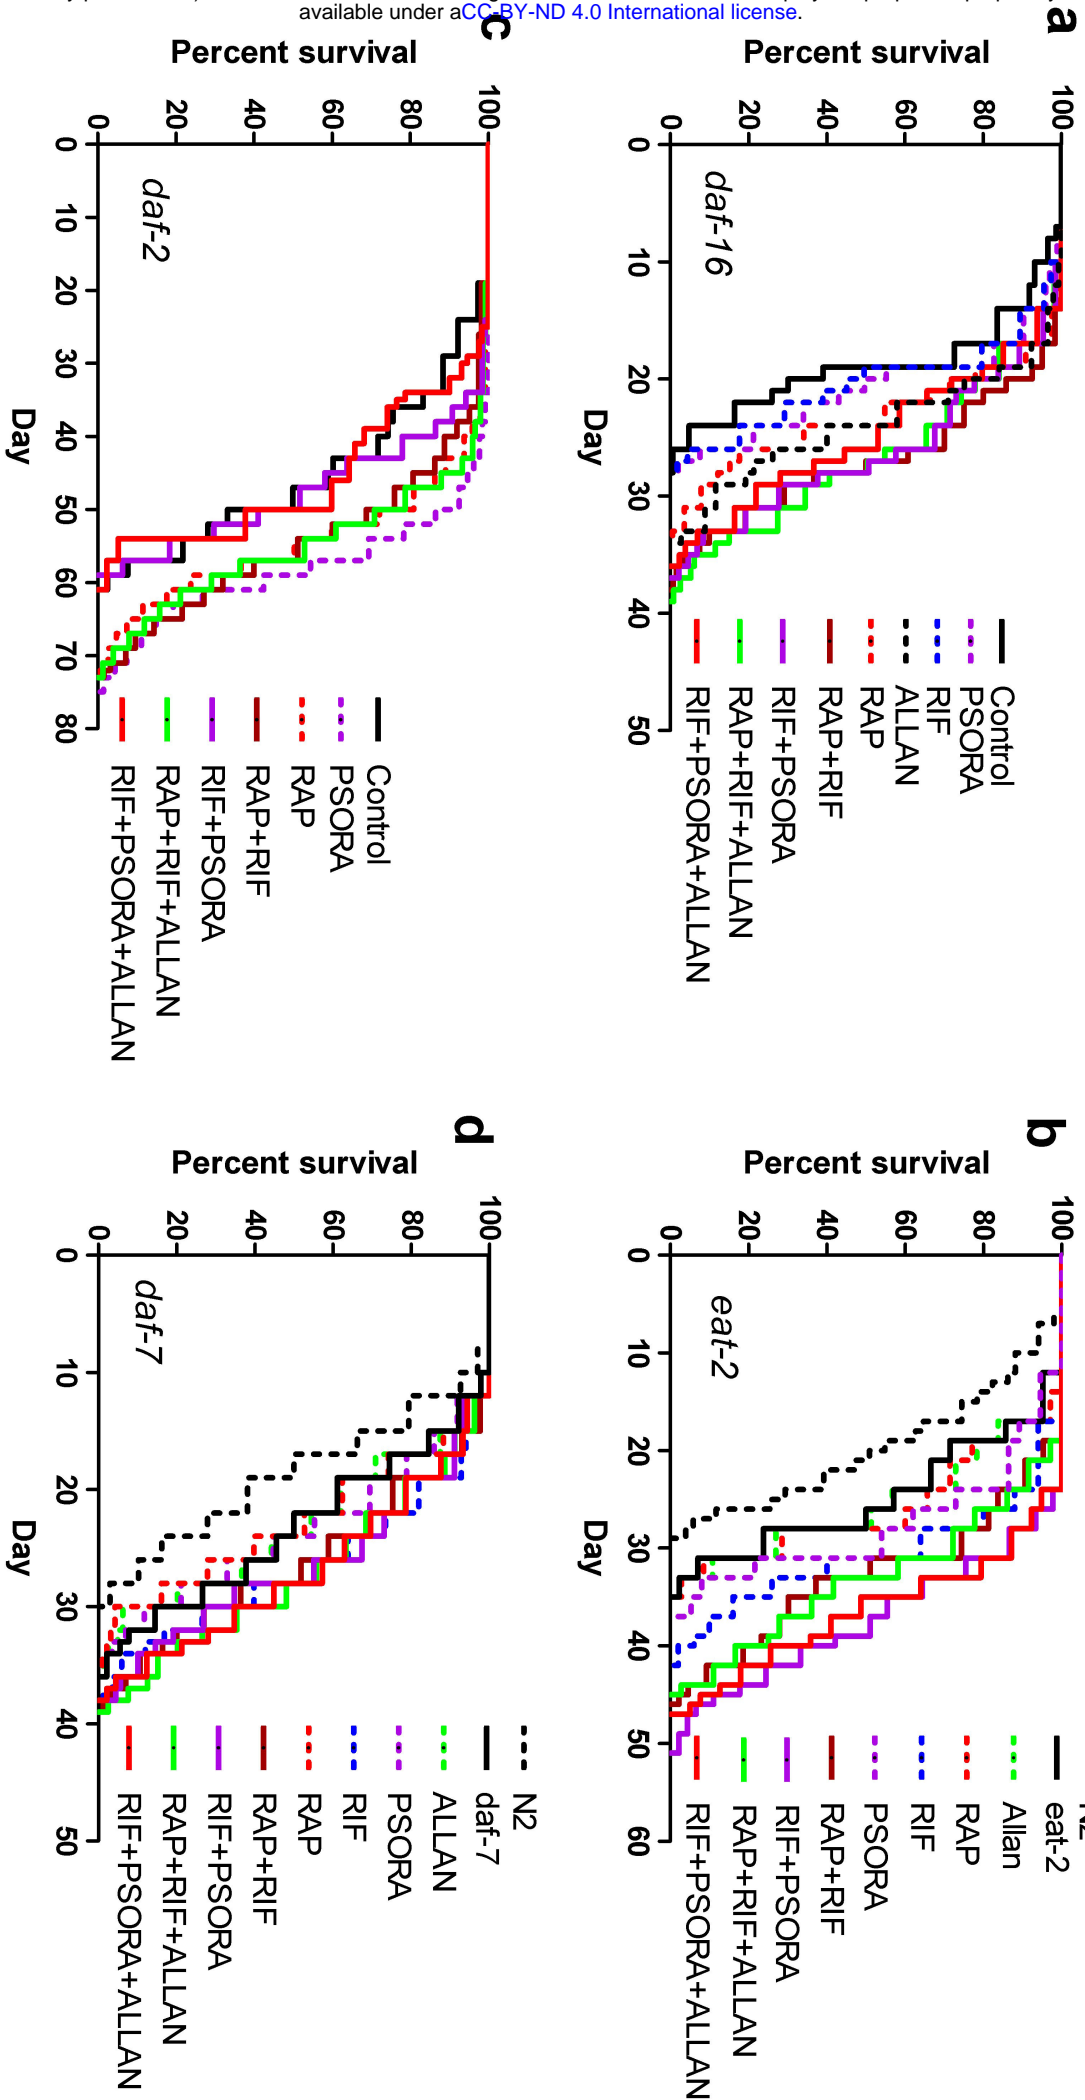 available under aCC-BY-ND 4.0 International license.
a
Percent survival
100
80
60
40
20
0
0
10
20
30
40
50
Day
daf-16
Control
PSORA
RIF
ALLAN
RAP
RAP+RIF
RIF+PSORA
RAP+RIF+ALLAN
RIF+PSORA+ALLAN
b
Percent survival
100
80
60
40
20
0
0
10
20
30
40
50
60
Day
eat-2
N2
eat-2
Allan
RAP
RIF
PSORA
RAP+RIF
RIF+PSORA
RAP+RIF+ALLAN
RIF+PSORA+ALLAN
c
Percent survival
100
80
60
40
20
0
0
10
20
30
40
50
60
70
80
Day
daf-2
Control
PSORA
RAP
RAP+RIF
RIF+PSORA
RAP+RIF+ALLAN
RIF+PSORA+ALLAN
d
Percent survival
100
80
60
40
20
0
0
10
20
30
40
50
Day
daf-7
N2
daf-7
ALLAN
PSORA
RIF
RAP
RAP+RIF
RIF+PSORA
RAP+RIF+ALLAN
RIF+PSORA+ALLAN